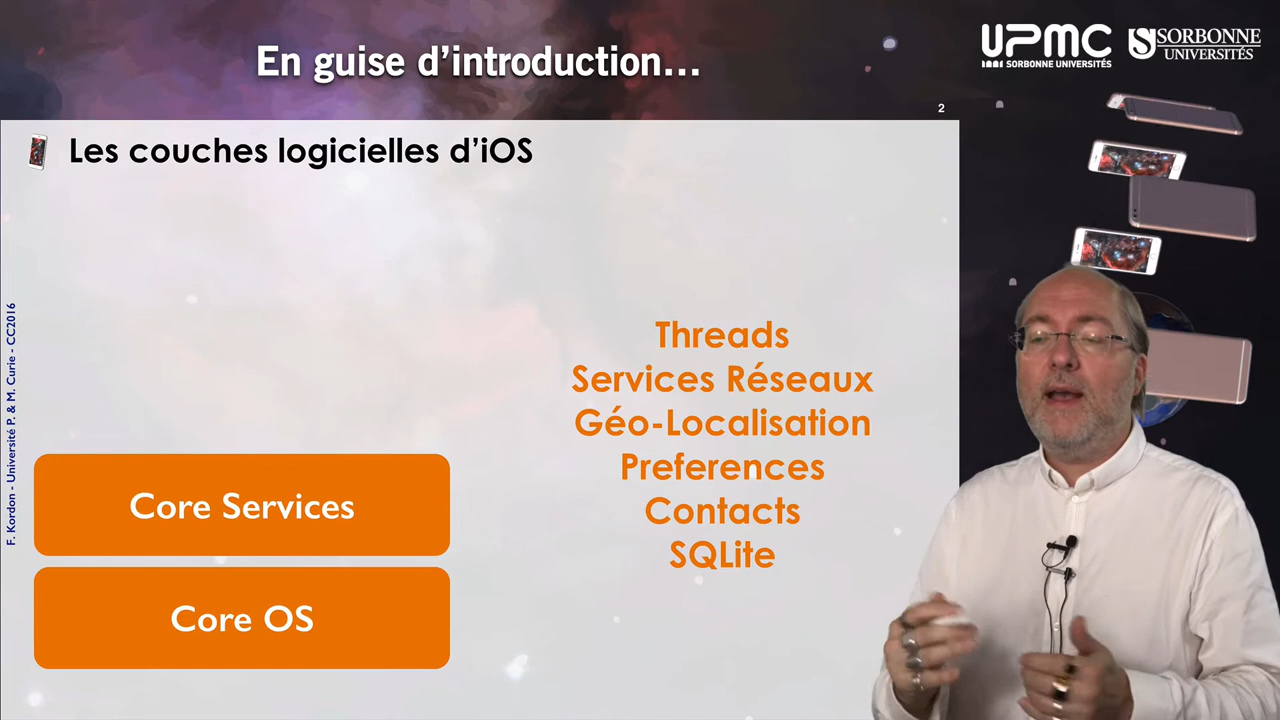 En guise d'introduction...
UPMC
SORBONNE UNIVERSITÉS
SORBONNE
UNIVERSITÉS
2
Les couches logicielles d'iOS
F. Kordon - Université P. & M. Curie - CC2016
Threads
Services Réseaux
Géo-Localisation
Preferences
Contacts
SQLite
Core Services
Core OS